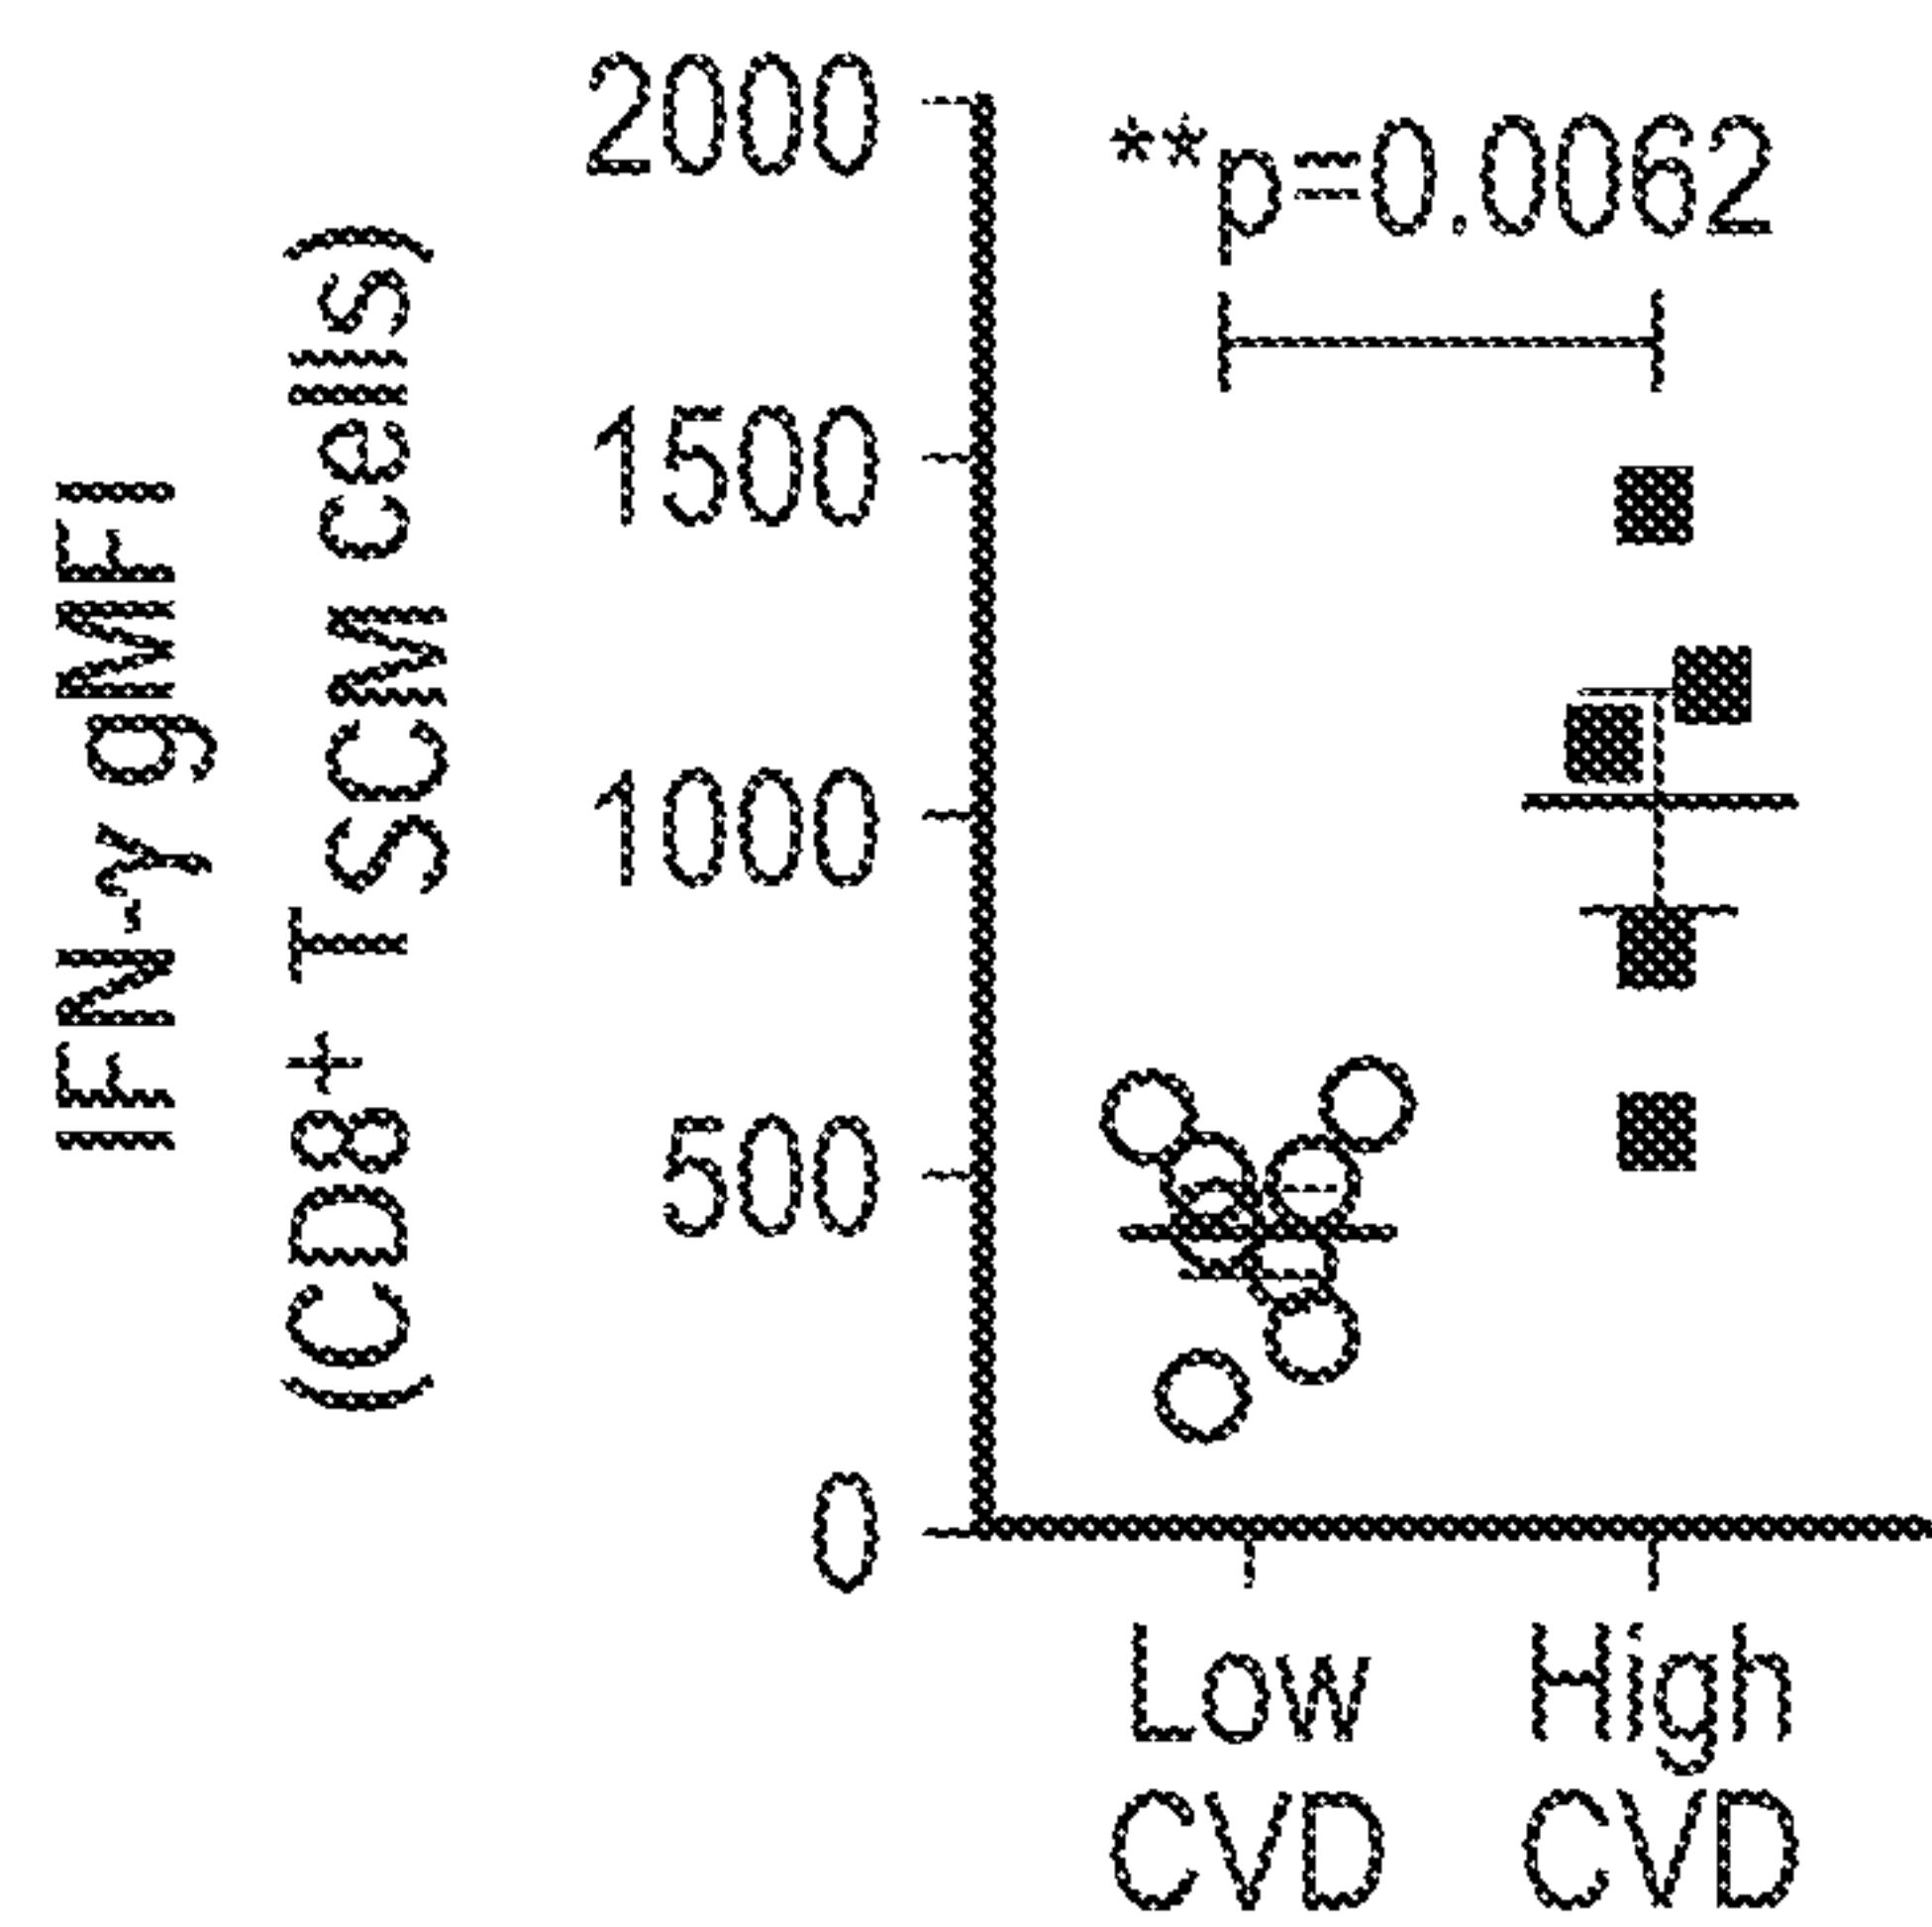 IFN-γ gMFI
(CD8+ TSCM cells)
2000
1500
1000
500
0
**p=0.0062
Low
CVD
High
CVD